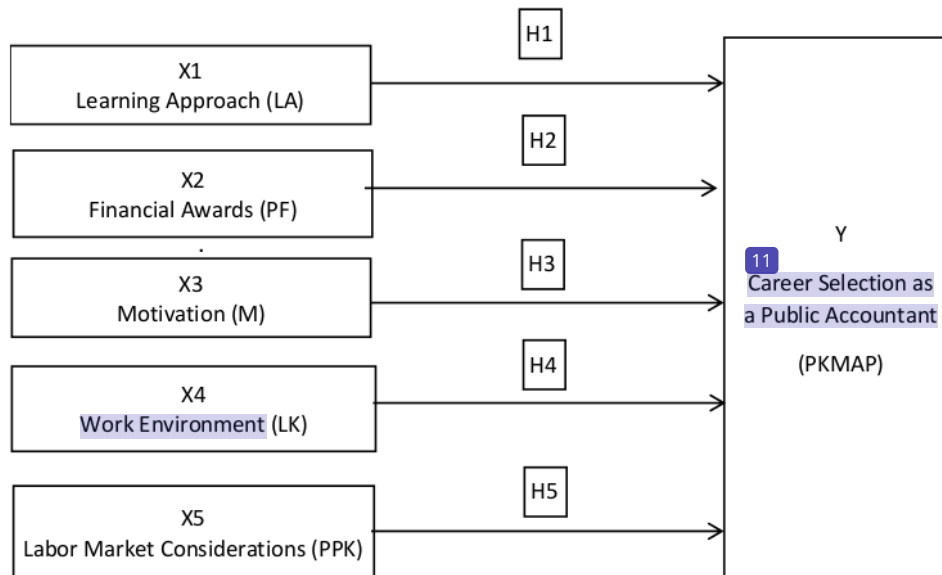 H1
X1
Learning Approach (LA)
H2
X2
Financial Awards (PF)
H3
X3
Motivation (M)
Y
11
Career Selection as
a Public Accountant
(PKMAP)
H4
X4
Work Environment (LK)
H5
X5
Labor Market Considerations (PPK)